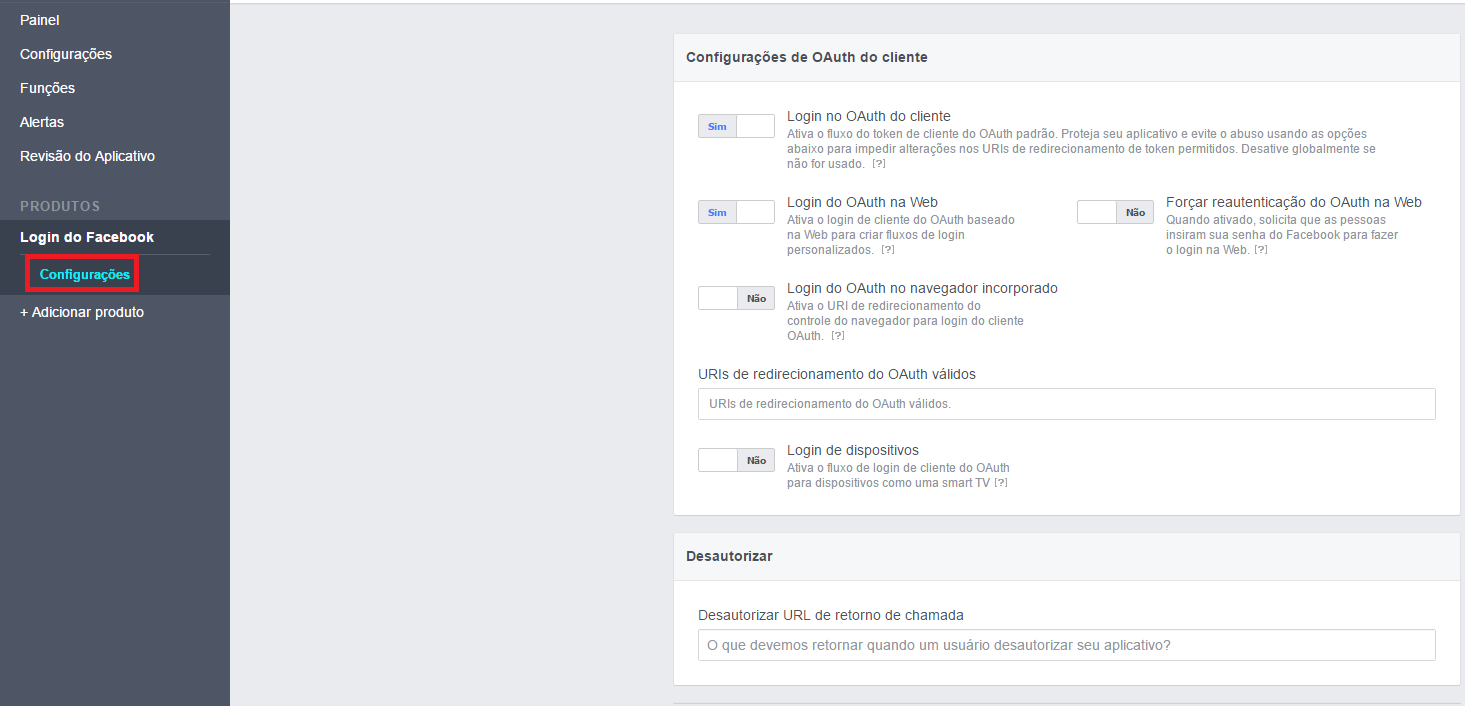 Painel
Configurações
Funções
Alertas
Revisão do Aplicativo
PRODUTOS
Login do Facebook
Configurações
+ Adicionar produto
Configurações de OAuth do cliente
Sim
Login no OAuth do cliente
Ativa o fluxo do token de cliente do OAuth padrão. Proteja seu aplicativo e evite o abuso usando as opções
abaixo para impedir alterações nos URIs de redirecionamento de token permitidos. Desative globalmente se
não for usado. [?]
Sim
Login do OAuth na Web
Ativa o login de cliente do OAuth baseado
na Web para criar fluxos de login
personalizados. [?]
Não
Forçar reautenticação do OAuth na Web
Quando ativado, solicita que as pessoas
insiram sua senha do Facebook para fazer
o login na Web. [?]
Não
Login do OAuth no navegador incorporado
Ativa o URI de redirecionamento do
controle do navegador para login do cliente
OAuth. [?]
URIs de redirecionamento do OAuth válidos
URIs de redirecionamento do OAuth válidos.
Não
Login de dispositivos
Ativa o fluxo de login de cliente do OAuth
para dispositivos como uma smart TV [?]
Desautorizar
Desautorizar URL de retorno de chamada
O que devemos retornar quando um usuário desautorizar seu aplicativo?